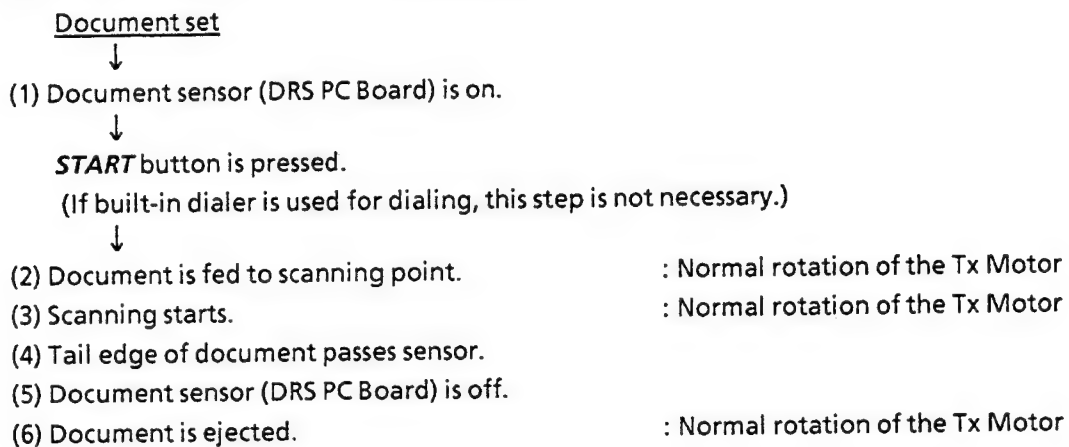 Document set
↓
(1) Document sensor (DRS PC Board) is on.
↓
START button is pressed.
(If built-in dialer is used for dialing, this step is not necessary.)
↓
(2) Document is fed to scanning point. : Normal rotation of the Tx Motor
(3) Scanning starts. : Normal rotation of the Tx Motor
(4) Tail edge of document passes sensor.
(5) Document sensor (DRS PC Board) is off.
(6) Document is ejected. : Normal rotation of the Tx Motor